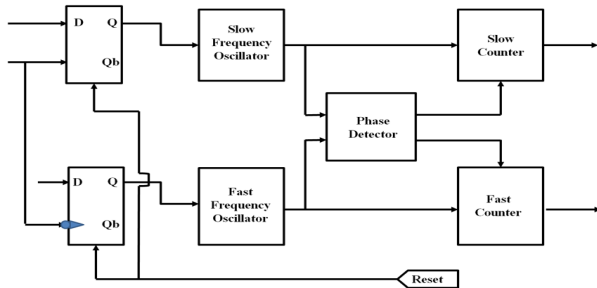 D Q
Qb
Slow
Frequency
Oscillator
Slow
Counter
Phase
Detector
D Q
Qb
Fast
Frequency
Oscillator
Fast
Counter
Reset